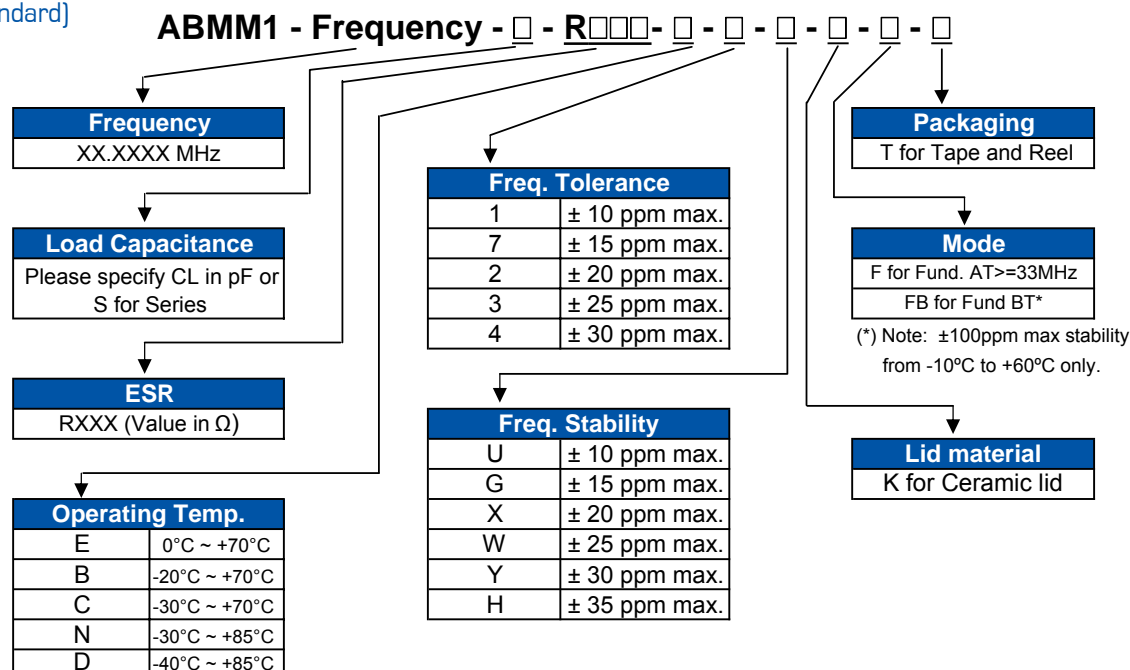 ndard)
ABMM1 - Frequency - □ - R□□□- □ - □ - □ - □ - □ - □
Frequency
XX.XXXX MHz
Load Capacitance
Please specify CL in pF or
S for Series
ESR
RXXX (Value in Ω)
Operating Temp.
E 0°C ~ +70°C
B -20°C ~ +70°C
C -30°C ~ +70°C
N -30°C ~ +85°C
D -40°C ~ +85°C
Freq. Tolerance
1 ± 10 ppm max.
7 ± 15 ppm max.
2 ± 20 ppm max.
3 ± 25 ppm max.
4 ± 30 ppm max.
Freq. Stability
U ± 10 ppm max.
G ± 15 ppm max.
X ± 20 ppm max.
W ± 25 ppm max.
Y ± 30 ppm max.
H ± 35 ppm max.
Packaging
T for Tape and Reel
Mode
F for Fund. AT>=33MHz
FB for Fund BT*
(*) Note: ±100ppm max stability
from -10ºC to +60ºC only.
Lid material
K for Ceramic lid